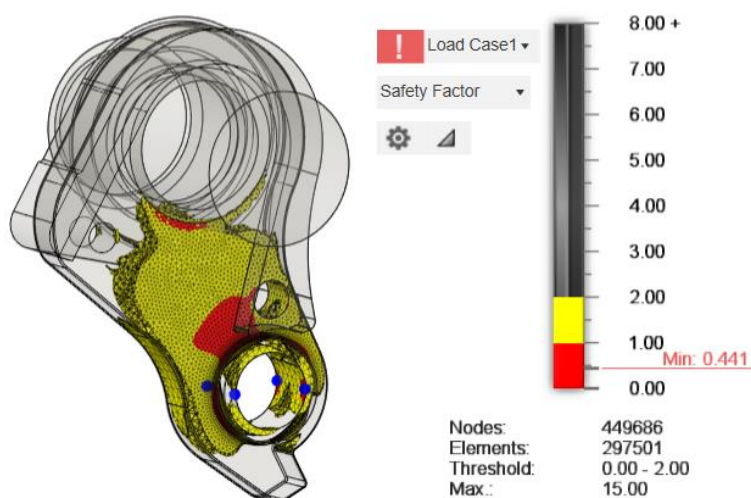 Load Case1
Safety Factor
8.00 +
7.00
6.00
5.00
4.00
3.00
2.00
1.00
Min: 0.441
0.00
Nodes: 449686
Elements: 297501
Threshold: 0.00 - 2.00
Max.: 15.00